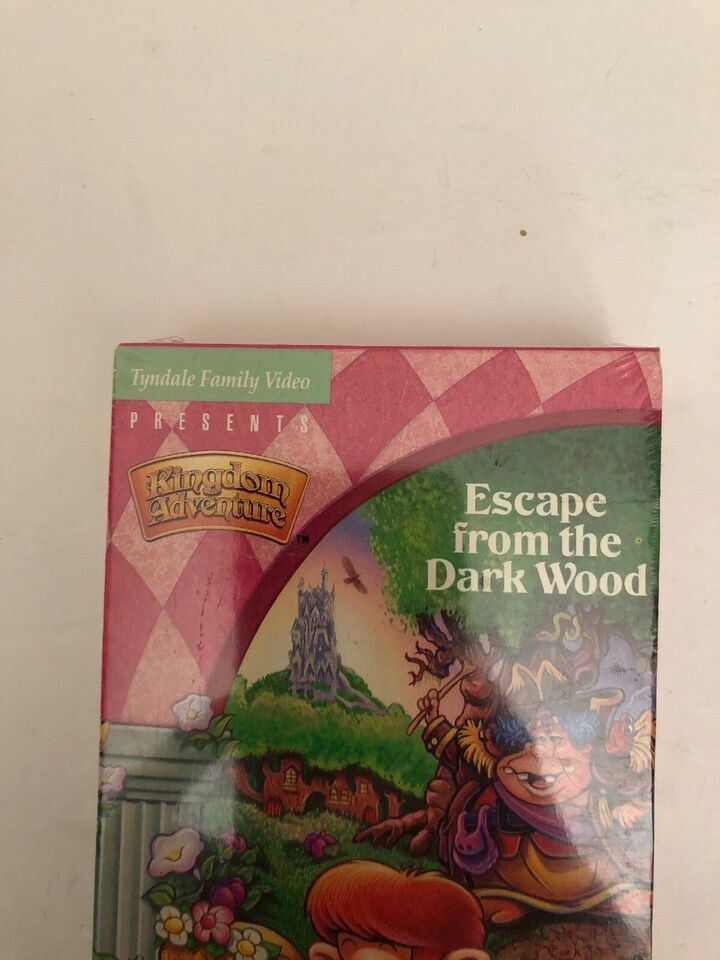 Tyndale Family Video
PRESENTS
Kingdom
Adventure
TM
Escape
from the
Dark Wood